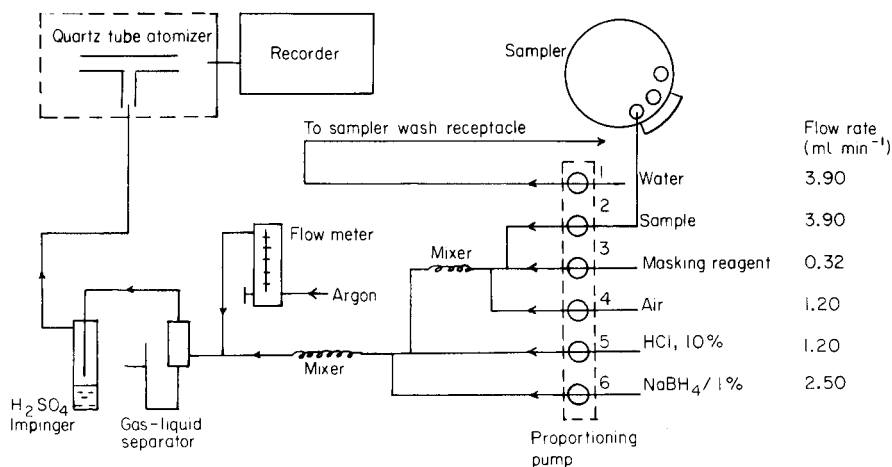 Quartz tube atomizer
Recorder
Sampler
To sampler wash receptacle
Flow rate
(ml min⁻¹)
1 Water 3.90
2 Sample 3.90
3 Masking reagent 0.32
4 Air 1.20
5 HCl, 10% 1.20
6 NaBH₄/1% 2.50
Mixer
Flow meter
Argon
Mixer
H₂SO₄
Impinger
Gas-liquid
separator
Proportioning
pump